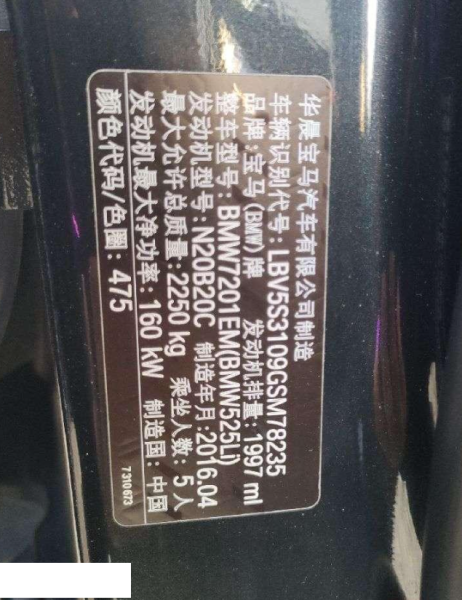 华晨宝马汽车有限公司制造
车辆识别代号: LBV5S3109GSM78235
品牌: 宝马(BMW)牌 发动机排量: 1997 ml
整车型号: BMW7201EM(BMW525Li)
发动机型号: N20B20C 制造年月: 2016.04
最大允许总质量: 2250 kg 乘坐人数: 5人
发动机最大净功率: 160 kW 制造国: 中国
颜色代码/色圈: 475
7 310 673